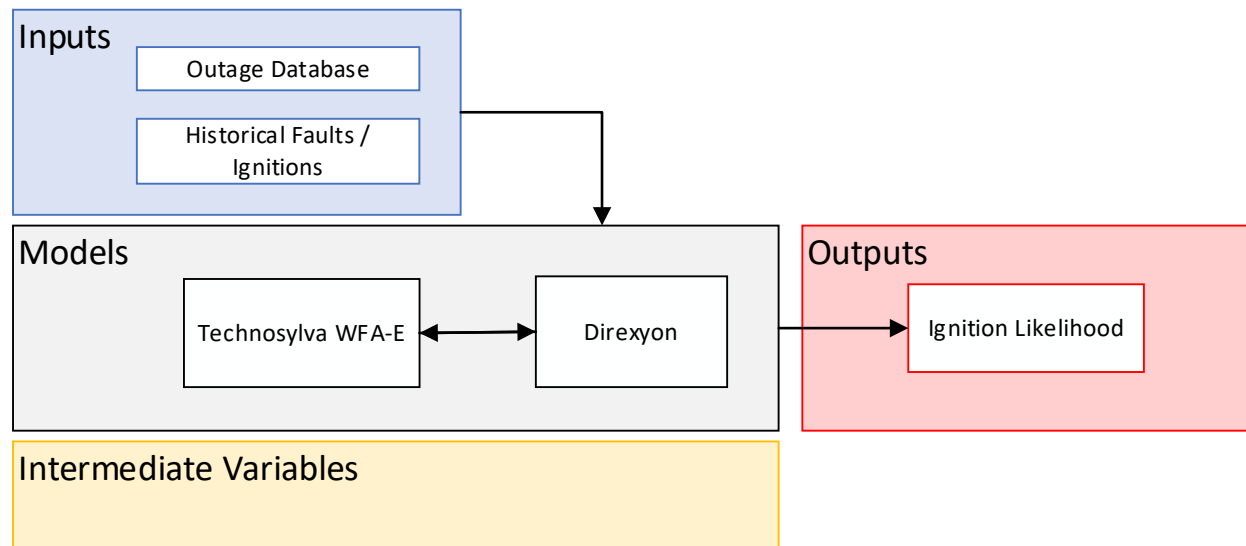 Inputs
Outage Database
Historical Faults /
Ignitions
Models
Technosylva WFA-E
Direxyon
Outputs
Ignition Likelihood
Intermediate Variables